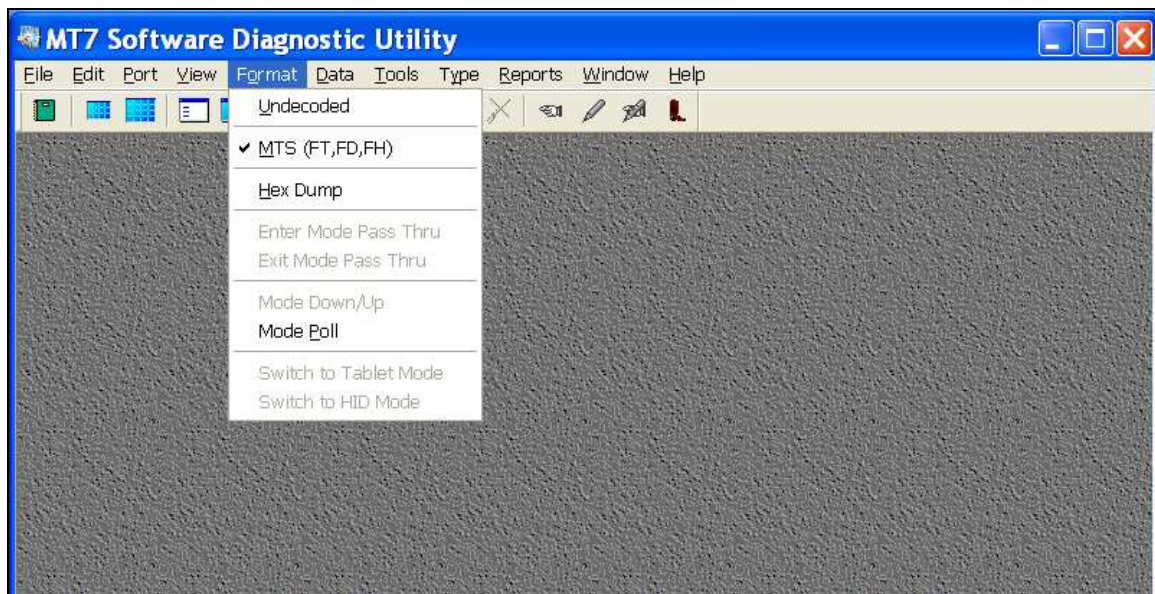 MT7 Software Diagnostic Utility
File Edit Port View Format Data Tools Type Reports Window Help
Undecoded
MTS (FT,FD,FH)
Hex Dump
Enter Mode Pass Thru
Exit Mode Pass Thru
Mode Down/Up
Mode Poll
Switch to Tablet Mode
Switch to HID Mode